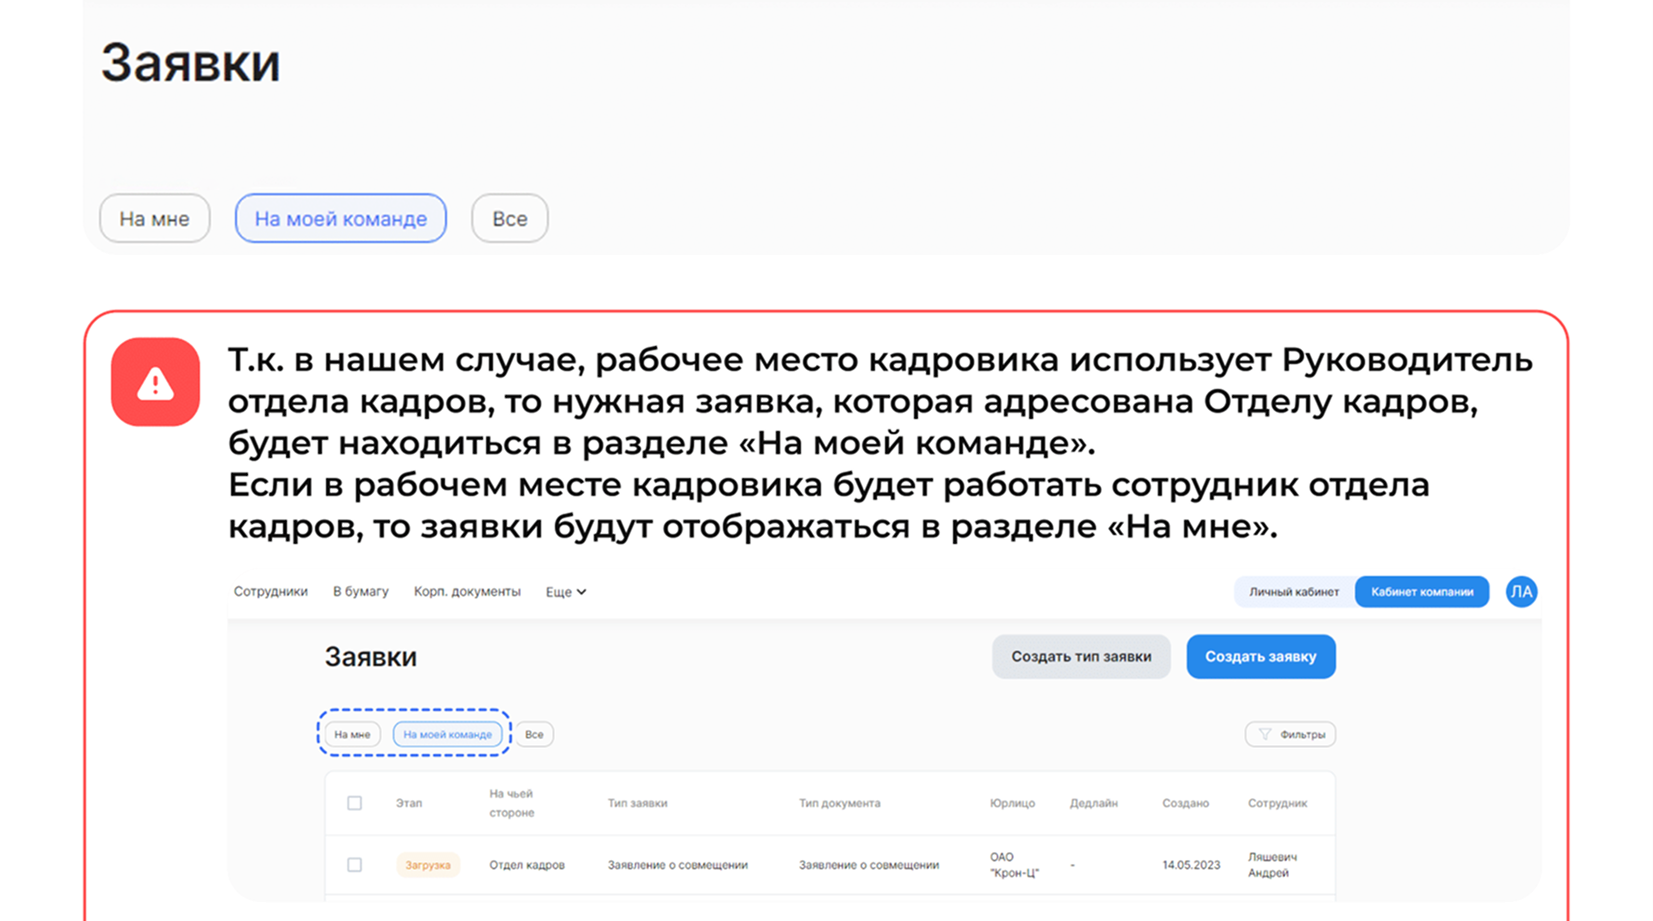 Заявки
На мне
На моей команде
Все
Т.к. в нашем случае, рабочее место кадровика использует Руководитель
отдела кадров, то нужная заявка, которая адресована Отделу кадров,
будет находиться в разделе «На моей команде».
Если в рабочем месте кадровика будет работать сотрудник отдела
кадров, то заявки будут отображаться в разделе «На мне».
Сотрудники
В бумагу
Корп. документы
Еще
Личный кабинет
Кабинет компании
ЛА
Заявки
Создать тип заявки
Создать заявку
На мне
На моей команде
Все
Фильтры
Этап
На чьей
стороне
Тип заявки
Тип документа
Юрлицо
Дедлайн
Создано
Сотрудник
Загрузка
Отдел кадров
Заявление о совмещении
Заявление о совмещении
ОАО
"Крон-Ц"
-
14.05.2023
Ляшевич
Андрей